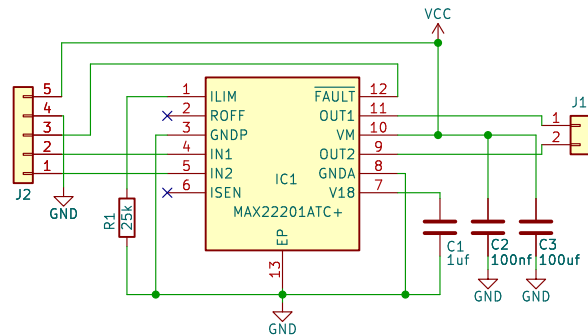 VCC
5
4
3
2
1
J2
GND
1 ILIM
2 ROFF
3 GNDP
4 IN1
5 IN2
6 ISEN
FAULT 12
OUT1 11
VM 10
OUT2 9
GNDA 8
V18 7
IC1
MAX22201ATC+
EP
13
J1
1
2
R1
25k
C1
1uf
C2
100nf
C3
100uf
GND
GND
GND